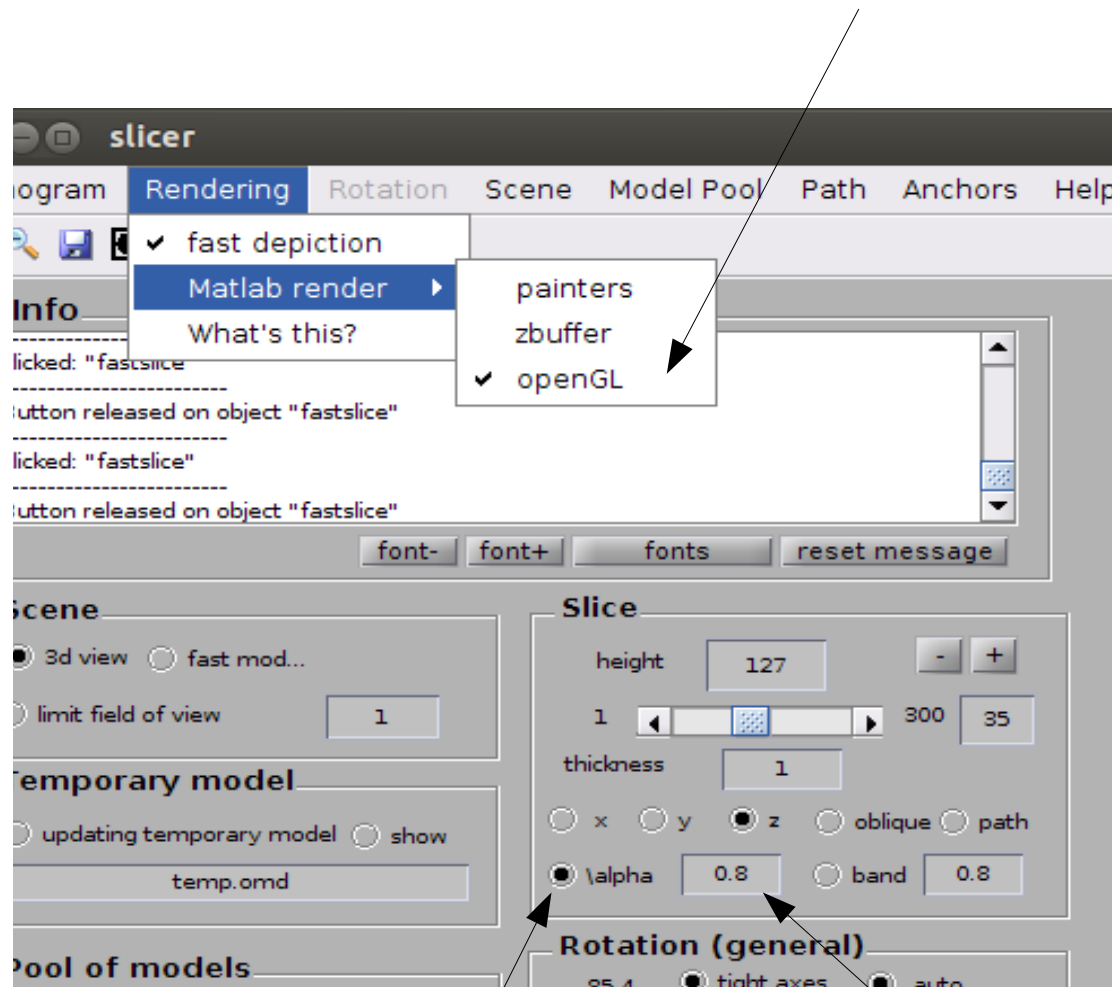 slicer
ogram Rendering Rotation Scene Model Pool Path Anchors Help
fast depiction
Matlab render
What's this?
painters
zbuffer
openGL
Info
------------------------
licked: "fastslice
------------------------
utton released on object "fastslice"
------------------------
licked: "fastslice"
------------------------
utton released on object "fastslice"
font- font+ fonts reset message
Scene
3d view fast mod...
limit field of view 1
Temporary model
updating temporary model show
temp.omd
Pool of models
Slice
height 127 - +
1 300 35
thickness 1
x y z oblique path
\alpha 0.8 band 0.8
Rotation (general)
85.4 tight axes auto